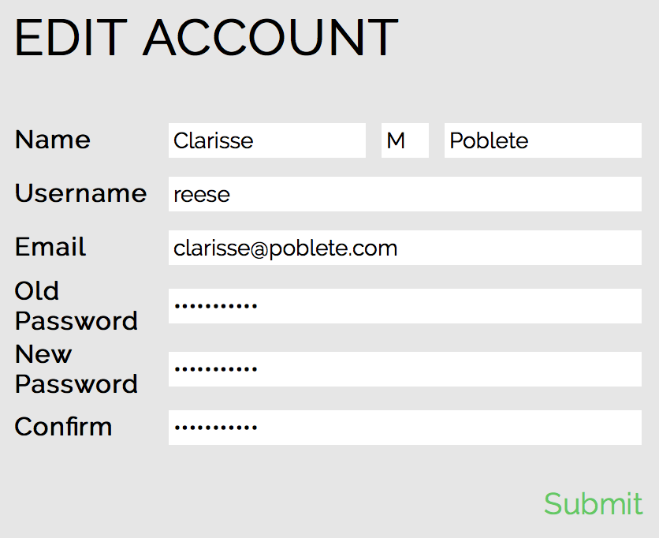 EDIT ACCOUNT
Name Clarisse M Poblete
Username reese
Email clarisse@poblete.com
Old
Password •••••••••••
New
Password •••••••••••
Confirm •••••••••••
Submit